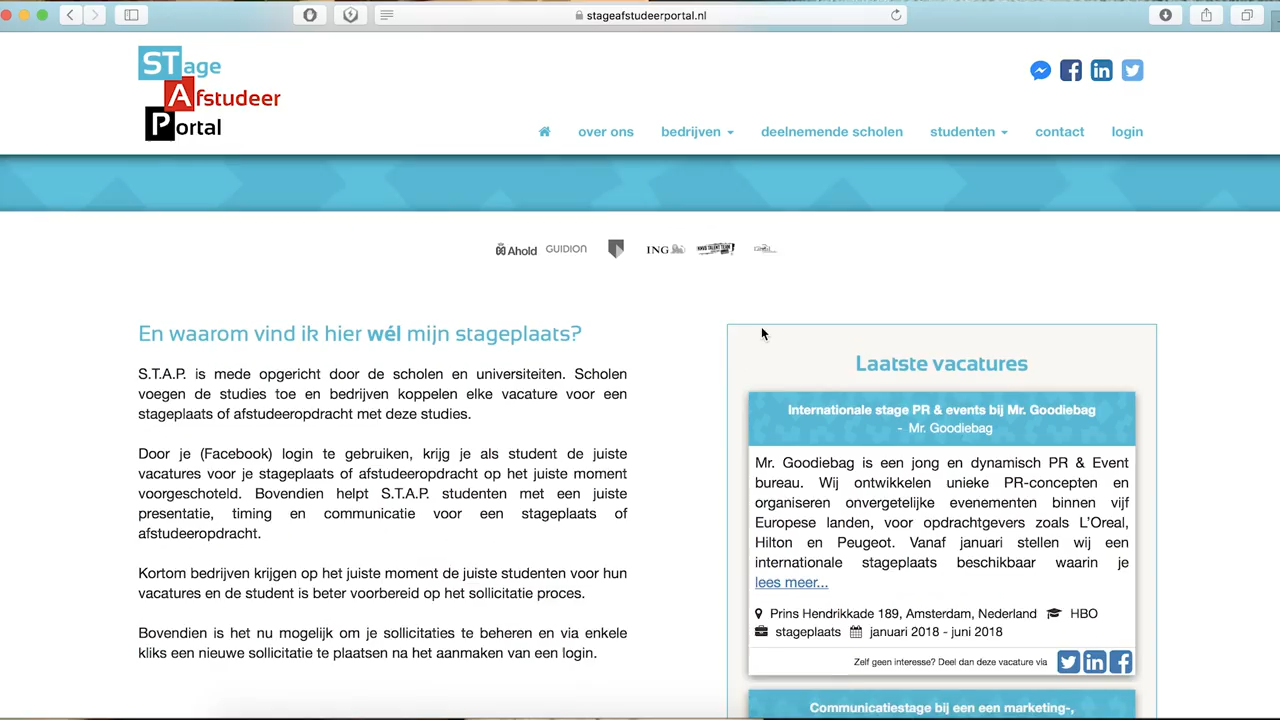 stageafstudeerportal.nl
STage
Afstudeer
Portal
over ons bedrijven deelnemende scholen studenten contact login
Ahold GUIDION ING
En waarom vind ik hier wél mijn stageplaats?
S.T.A.P. is mede opgericht door de scholen en universiteiten. Scholen
voegen de studies toe en bedrijven koppelen elke vacature voor een
stageplaats of afstudeeropdracht met deze studies.
Door je (Facebook) login te gebruiken, krijg je als student de juiste
vacatures voor je stageplaats of afstudeeropdracht op het juiste moment
voorgeschoteld. Bovendien helpt S.T.A.P. studenten met een juiste
presentatie, timing en communicatie voor een stageplaats of
afstudeeropdracht.
Kortom bedrijven krijgen op het juiste moment de juiste studenten voor hun
vacatures en de student is beter voorbereid op het sollicitatie proces.
Bovendien is het nu mogelijk om je sollicitaties te beheren en via enkele
kliks een nieuwe sollicitatie te plaatsen na het aanmaken van een login.
Laatste vacatures
Internationale stage PR & events bij Mr. Goodiebag
- Mr. Goodiebag
Mr. Goodiebag is een jong en dynamisch PR & Event
bureau. Wij ontwikkelen unieke PR-concepten en
organiseren onvergetelijke evenementen binnen vijf
Europese landen, voor opdrachtgevers zoals L'Oreal,
Hilton en Peugeot. Vanaf januari stellen wij een
internationale stageplaats beschikbaar waarin je
lees meer...
Prins Hendrikkade 189, Amsterdam, Nederland HBO
stageplaats januari 2018 - juni 2018
Zelf geen interesse? Deel dan deze vacature via
Communicatiestage bij een een marketing-,